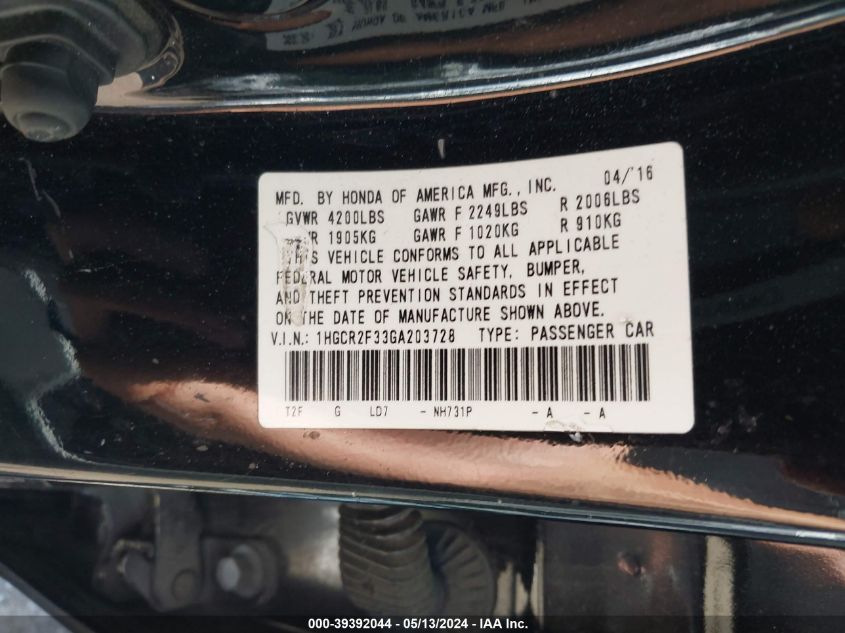 MFD. BY HONDA OF AMERICA MFG., INC. 04/'16
GVWR 4200LBS GAWR F 2249LBS R 2006LBS
R 1905KG GAWR F 1020KG R 910KG
THIS VEHICLE CONFORMS TO ALL APPLICABLE
FEDERAL MOTOR VEHICLE SAFETY, BUMPER,
AND THEFT PREVENTION STANDARDS IN EFFECT
ON THE DATE OF MANUFACTURE SHOWN ABOVE.
V.I.N.: 1HGCR2F33GA203728 TYPE: PASSENGER CAR
T2F G LD7 - NH731P - A - A
000-39392044 / 05/13/2024 - IAA Inc.